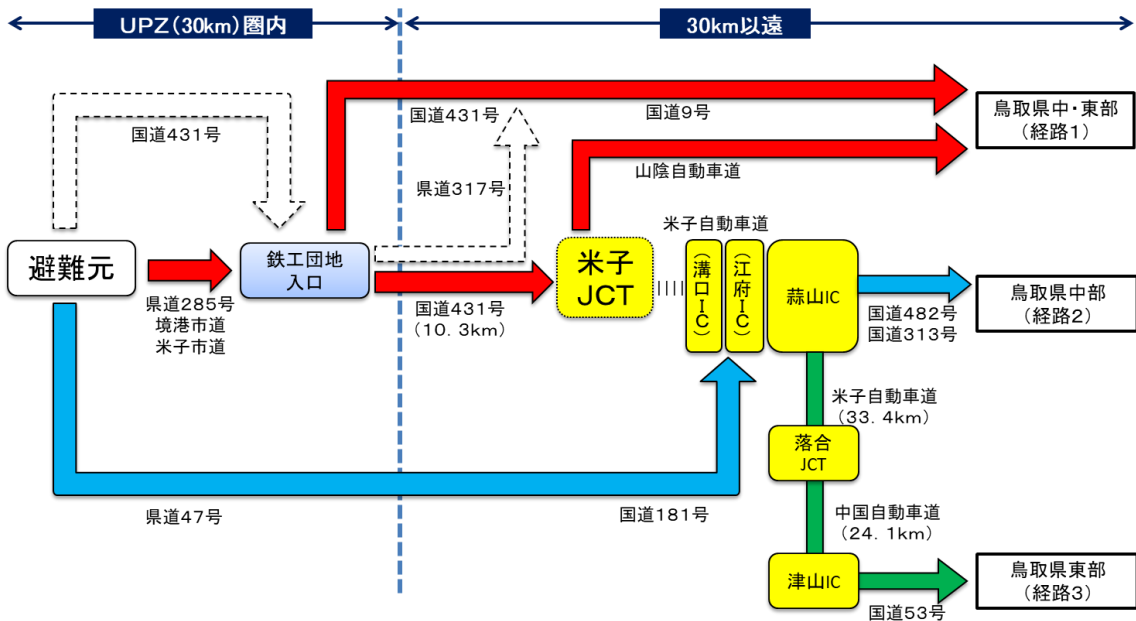 UPZ(30km)圏内
30km以遠
国道431号
国道431号
国道9号
鳥取県中・東部
(経路1)
県道317号
山陰自動車道
避難元
県道285号
境港市道
米子市道
鉄工団地
入口
国道431号
(10.3km)
米子
JCT
米子自動車道
(溝口IC)
(江府IC)
蒜山IC
国道482号
国道313号
鳥取県中部
(経路2)
米子自動車道
(33.4km)
落合
JCT
県道47号
国道181号
中国自動車道
(24.1km)
津山IC
国道53号
鳥取県東部
(経路3)